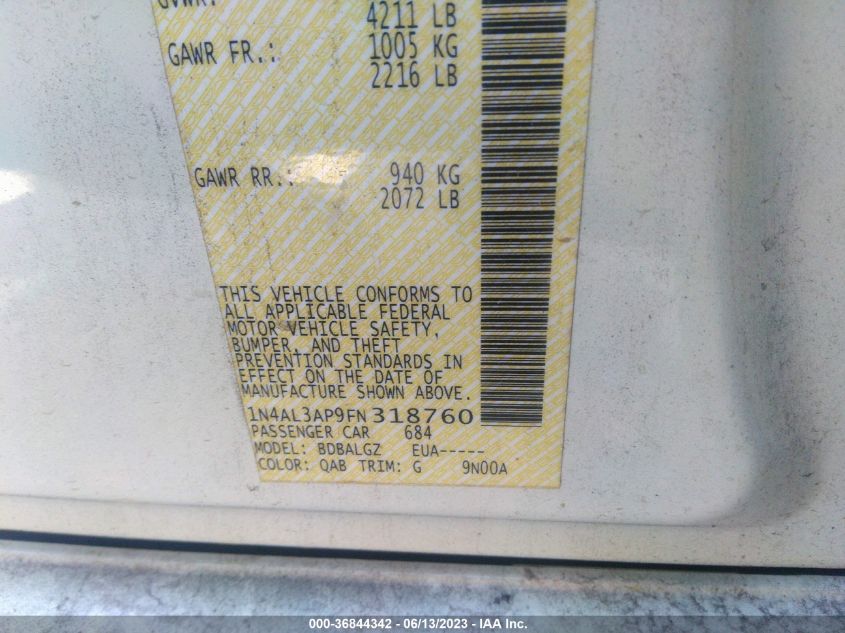 GVWR:
4211 LB
GAWR FR.: 1005 KG
2216 LB
GAWR RR.: 940 KG
2072 LB
THIS VEHICLE CONFORMS TO
ALL APPLICABLE FEDERAL
MOTOR VEHICLE SAFETY,
BUMPER, AND THEFT
PREVENTION STANDARDS IN
EFFECT ON THE DATE OF
MANUFACTURE SHOWN ABOVE.
1N4AL3AP9FN318760
PASSENGER CAR 684
MODEL: BDBALGZ EUA-----
COLOR: QAB TRIM: G 9N00A
000-36844342 / 06/13/2023 - IAA Inc.